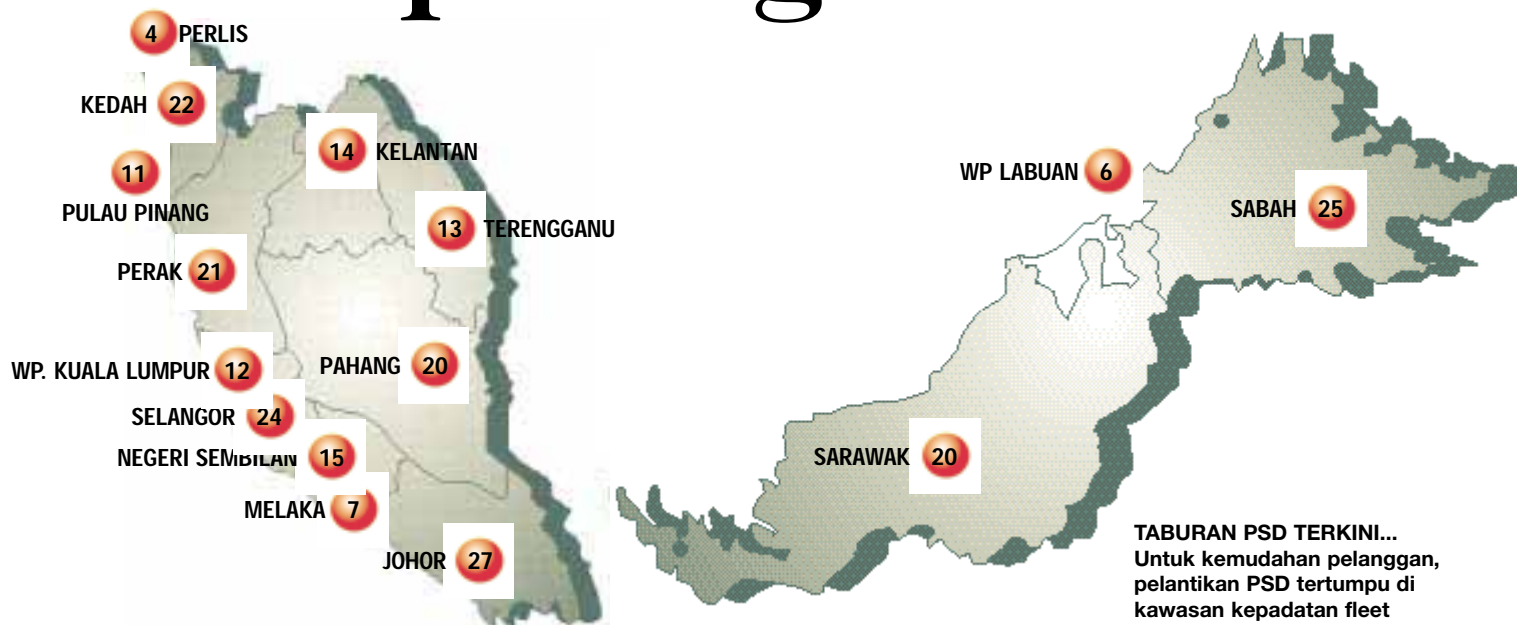 4 PERLIS
KEDAH 22
14 KELANTAN
11
PULAU PINANG
13 TERENGGANU
PERAK 21
WP. KUALA LUMPUR 12
PAHANG 20
SELANGOR 24
NEGERI SEMBILAN 15
MELAKA 7
JOHOR 27
WP LABUAN 6
SABAH 25
SARAWAK 20
TABURAN PSD TERKINI...
Untuk kemudahan pelanggan,
pelantikan PSD tertumpu di
kawasan kepadatan fleet